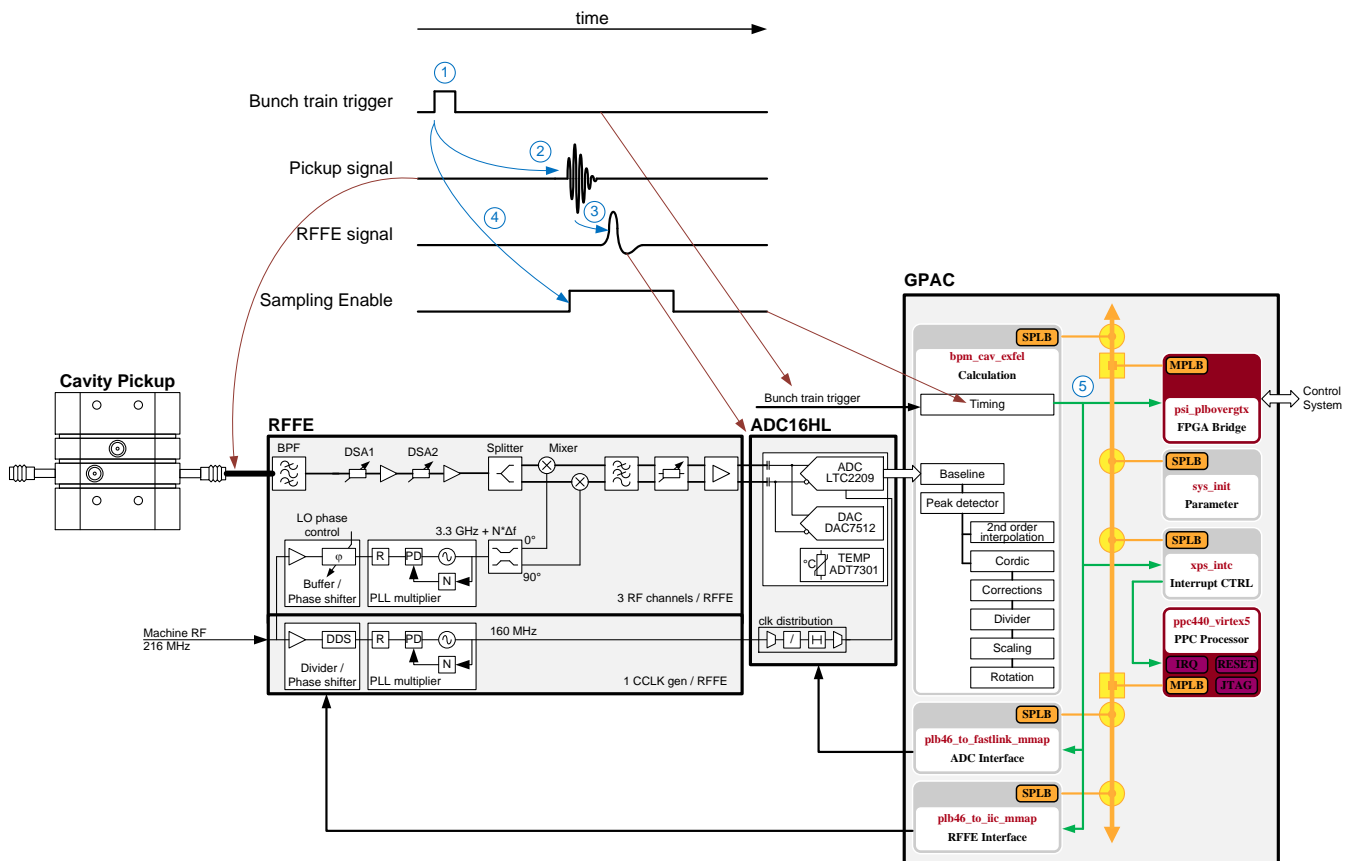 time
1
Bunch train trigger
2
Pickup signal
3
4
RFFE signal
Sampling Enable
GPAC
SPLB
bpm_cav_exfel
Calculation
MPLB
5
Bunch train trigger
Timing
psi_plbovergtx
FPGA Bridge
Control
System
Cavity Pickup
RFFE
BPF
DSA1
DSA2
Splitter
Mixer
ADC16HL
ADC
LTC2209
DAC
DAC7512
°C
TEMP
ADT7301
Baseline
Peak detector
2nd order
interpolation
Cordic
Corrections
Divider
Scaling
Rotation
SPLB
sys_init
Parameter
SPLB
xps_intc
Interrupt CTRL
ppc440_virtex5
PPC Processor
IRQ
RESET
MPLB
JTAG
LO phase
control
3.3 GHz + N*Δf
0°
90°
φ
R
PD
N
Buffer /
Phase shifter
PLL multiplier
3 RF channels / RFFE
Machine RF
216 MHz
DDS
R
PD
N
160 MHz
Divider /
Phase shifter
PLL multiplier
1 CCLK gen / RFFE
clk distribution
/
SPLB
plb46_to_fastlink_mmap
ADC Interface
SPLB
plb46_to_iic_mmap
RFFE Interface